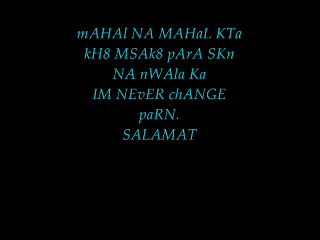 mAHAl NA MAHaL KTa
kH8 MSAk8 pArA SKn
NA nWAla Ka
IM NEvER chANGE
paRN.
SALAMAT